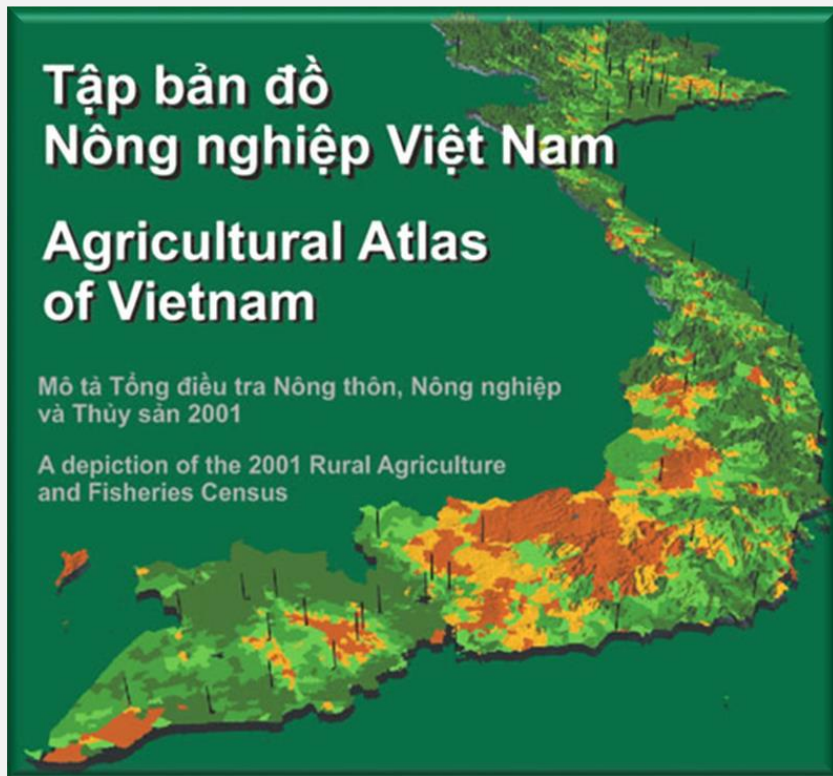 Tập bản đồ
Nông nghiệp Việt Nam
Agricultural Atlas
of Vietnam
Mô tả Tổng điều tra Nông thôn, Nông nghiệp
và Thủy sản 2001
A depiction of the 2001 Rural Agriculture
and Fisheries Census